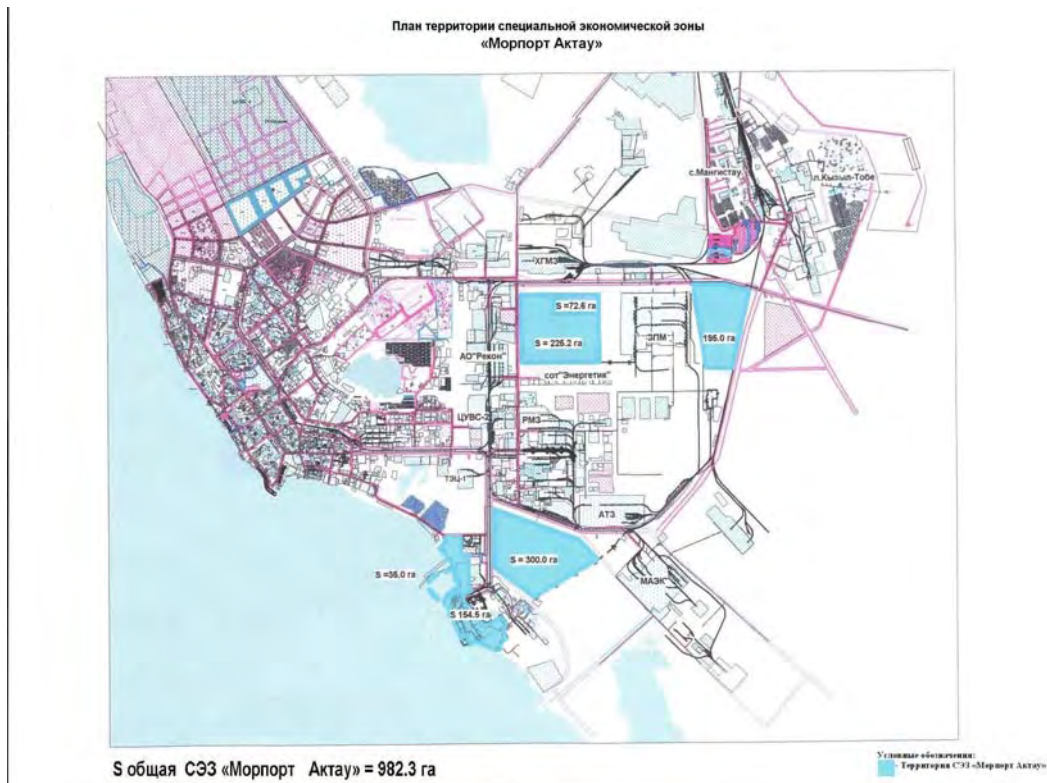 План территории специальной экономической зоны
«Морпорт Актау»
с.Мангистау
п.Кызыл-Тобе
ХГМЗ
S =72.6 га
S = 226.2 га
ЗПМ
195.0 га
АО"Рекон"
сот"Энергетик"
ЦУВС-2
РМЗ
ТЭЦ-1
АТЗ
S = 300.0 га
S =35,0 га
МАЭК
S 154.5 га
S общая СЭЗ «Морпорт Актау» = 982.3 га
Условные обозначения:
- Территория СЭЗ «Морпорт Актау»